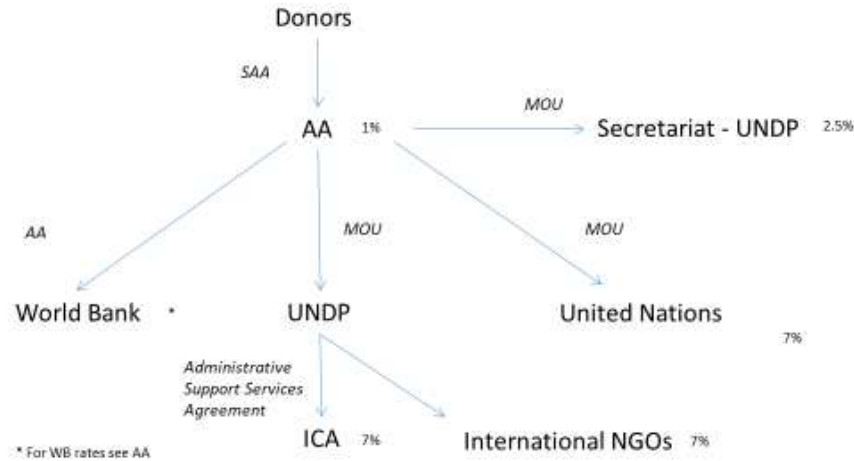 Donors
SAA
MOU
AA 1%
Secretariat - UNDP 2.5%
AA
MOU
MOU
World Bank *
UNDP
United Nations
7%
Administrative
Support Services
Agreement
ICA 7%
International NGOs 7%
* For WB rates see AA